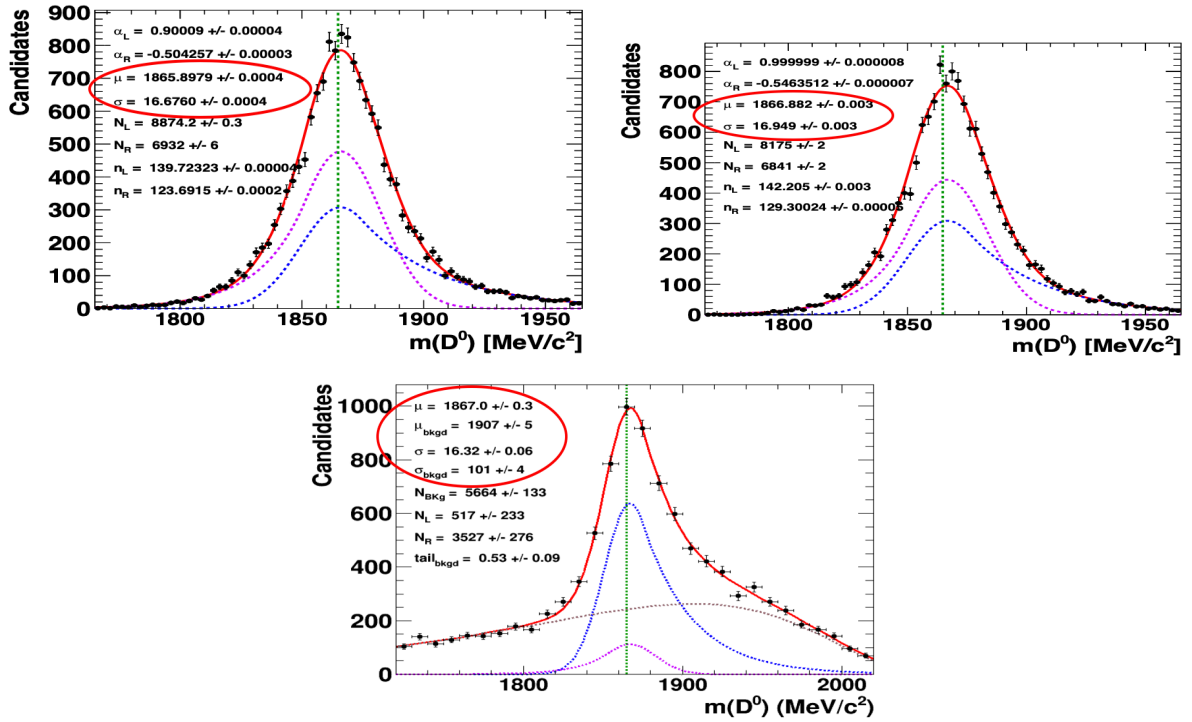 Candidates
900
800
700
600
500
400
300
200
100
0
α_L = 0.90009 +/- 0.00004
α_R = -0.504257 +/- 0.00003
μ = 1865.8979 +/- 0.0004
σ = 16.6760 +/- 0.0004
N_L = 8874.2 +/- 0.3
N_R = 6932 +/- 6
n_L = 139.72323 +/- 0.00004
n_R = 123.6915 +/- 0.0002
1800 1850 1900 1950
m(D⁰) [MeV/c²]
Candidates
800
700
600
500
400
300
200
100
0
α_L = 0.999999 +/- 0.000008
α_R = -0.5463512 +/- 0.000007
μ = 1866.882 +/- 0.003
σ = 16.949 +/- 0.003
N_L = 8175 +/- 2
N_R = 6841 +/- 2
n_L = 142.205 +/- 0.003
n_R = 129.30024 +/- 0.00006
1800 1850 1900 1950
m(D⁰) [MeV/c²]
Candidates
1000
800
600
400
200
0
μ = 1867.0 +/- 0.3
μ_bkgd = 1907 +/- 5
σ = 16.32 +/- 0.06
σ_bkgd = 101 +/- 4
N_BKg = 5664 +/- 133
N_L = 517 +/- 233
N_R = 3527 +/- 276
tail_bkgd = 0.53 +/- 0.09
1800 1900 2000
m(D⁰) (MeV/c²)